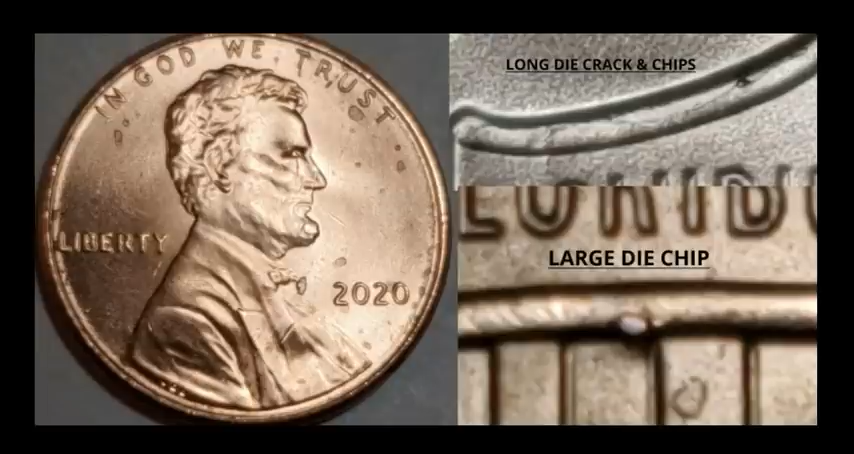 IN GOD WE TRUST
LIBERTY
2020
LONG DIE CRACK & CHIPS
LARGE DIE CHIP